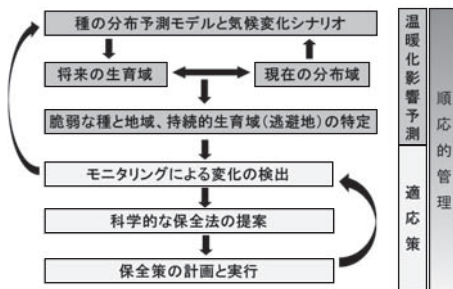 種の分布予測モデルと気候変化シナリオ
将来の生育域
現在の分布域
脆弱な種と地域、持続的生育域(逃避地)の特定
モニタリングによる変化の検出
科学的な保全法の提案
保全策の計画と実行
温暖化影響予測
適応策
順応的管理